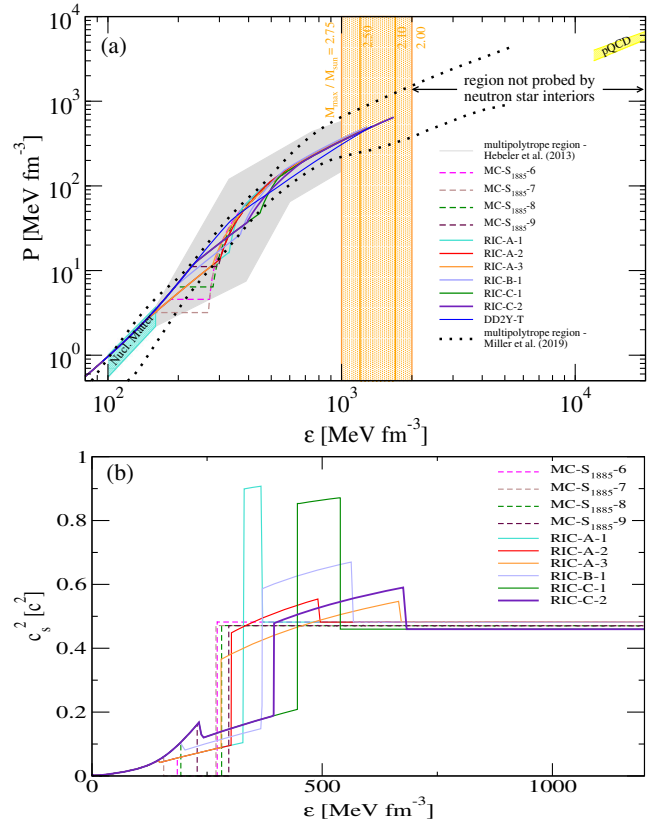 (a)
10^4
10^3
10^2
10^1
10^0
P [MeV fm^-3]
M_max / M_sun = 2.75
2.50
2.10
2.00
pQCD
region not probed by
neutron star interiors
Nucl. Matter
multipolytrope region -
Hebeler et al. (2013)
MC-S_1885-6
MC-S_1885-7
MC-S_1885-8
MC-S_1885-9
RIC-A-1
RIC-A-2
RIC-A-3
RIC-B-1
RIC-C-1
RIC-C-2
DD2Y-T
multipolytrope region -
Miller et al. (2019)
10^2
10^3
10^4
ε [MeV fm^-3]
(b)
1
0.8
0.6
0.4
0.2
0
c_s^2 [c^2]
MC-S_1885-6
MC-S_1885-7
MC-S_1885-8
MC-S_1885-9
RIC-A-1
RIC-A-2
RIC-A-3
RIC-B-1
RIC-C-1
RIC-C-2
0
500
1000
ε [MeV fm^-3]